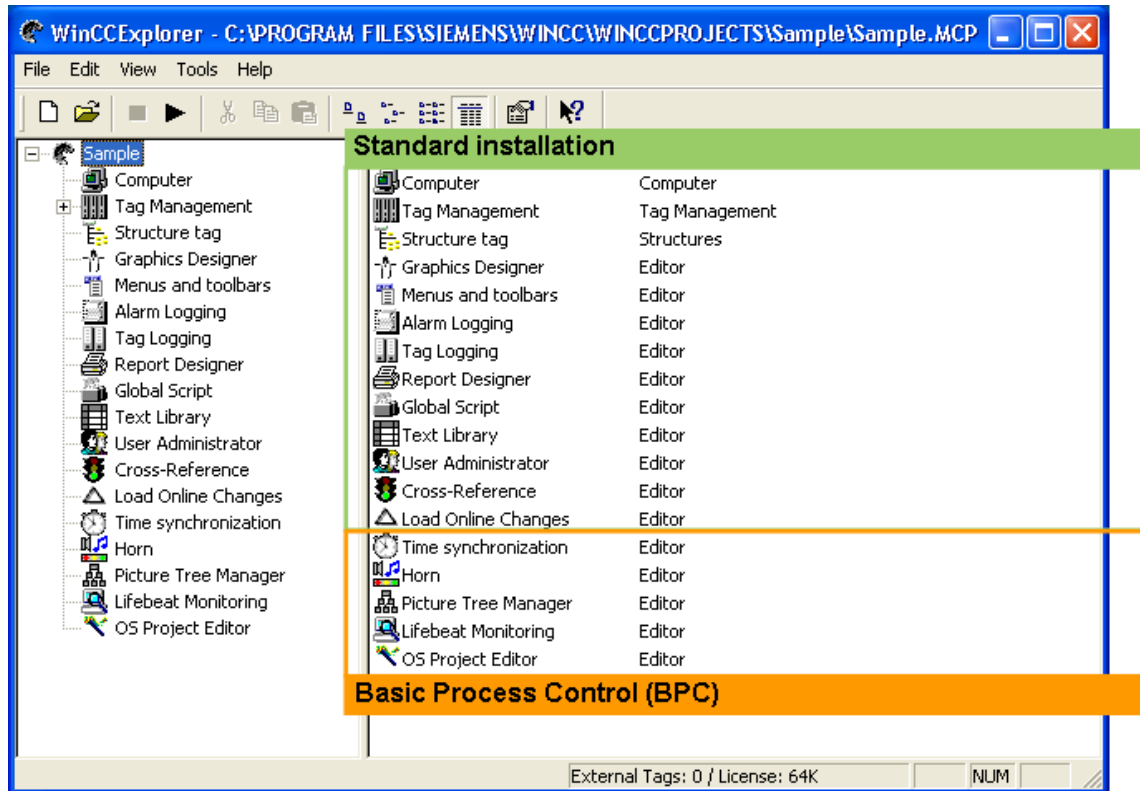 WinCCExplorer - C:\PROGRAM FILES\SIEMENS\WINCC\WINCCPROJECTS\Sample\Sample.MCP
File Edit View Tools Help
Standard installation
Sample
Computer
Tag Management
Structure tag
Graphics Designer
Menus and toolbars
Alarm Logging
Tag Logging
Report Designer
Global Script
Text Library
User Administrator
Cross-Reference
Load Online Changes
Time synchronization
Horn
Picture Tree Manager
Lifebeat Monitoring
OS Project Editor
Computer Computer
Tag Management Tag Management
Structure tag Structures
Graphics Designer Editor
Menus and toolbars Editor
Alarm Logging Editor
Tag Logging Editor
Report Designer Editor
Global Script Editor
Text Library Editor
User Administrator Editor
Cross-Reference Editor
Load Online Changes Editor
Time synchronization Editor
Horn Editor
Picture Tree Manager Editor
Lifebeat Monitoring Editor
OS Project Editor Editor
Basic Process Control (BPC)
External Tags: 0 / License: 64K NUM